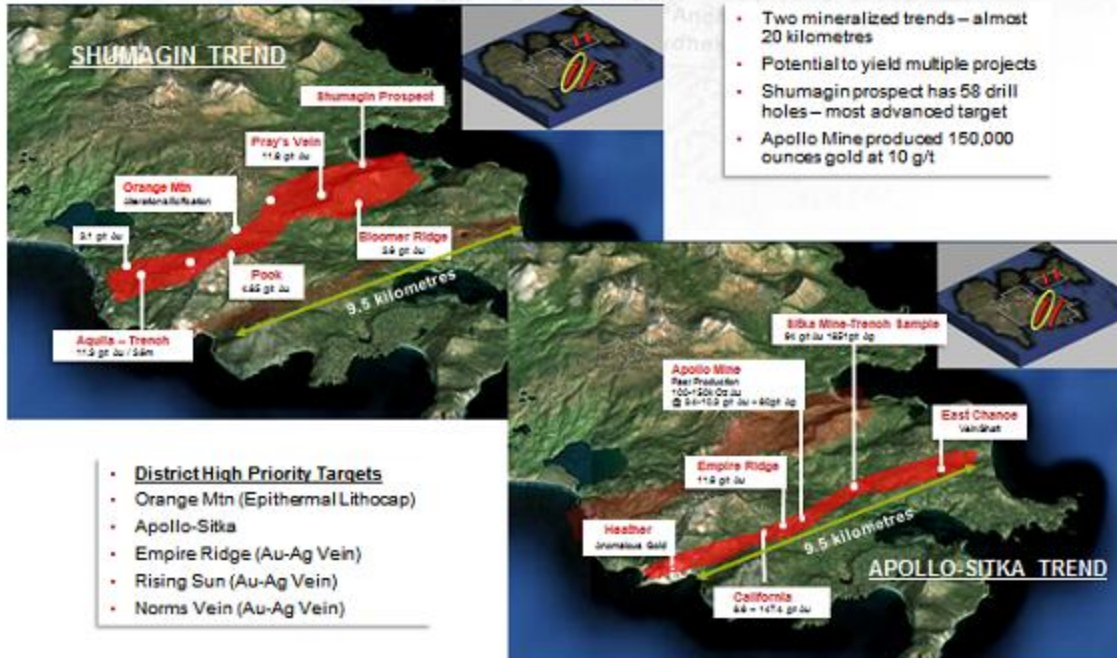 SHUMAGIN TREND
Shumagin Prospect
Pray's Vein
11.8 g/t Au
Orange Mtn
Bloomer Ridge
Pook
Aquila – Trench
9.5 kilometres
• Two mineralized trends – almost
20 kilometres
• Potential to yield multiple projects
• Shumagin prospect has 58 drill
holes – most advanced target
• Apollo Mine produced 150,000
ounces gold at 10 g/t
Sitka Mine-Trench Sample
Apollo Mine
Past Production
East Chance
Empire Ridge
Heather
Anomalous Gold
9.5 kilometres
California
APOLLO-SITKA TREND
• District High Priority Targets
• Orange Mtn (Epithermal Lithocap)
• Apollo-Sitka
• Empire Ridge (Au-Ag Vein)
• Rising Sun (Au-Ag Vein)
• Norms Vein (Au-Ag Vein)